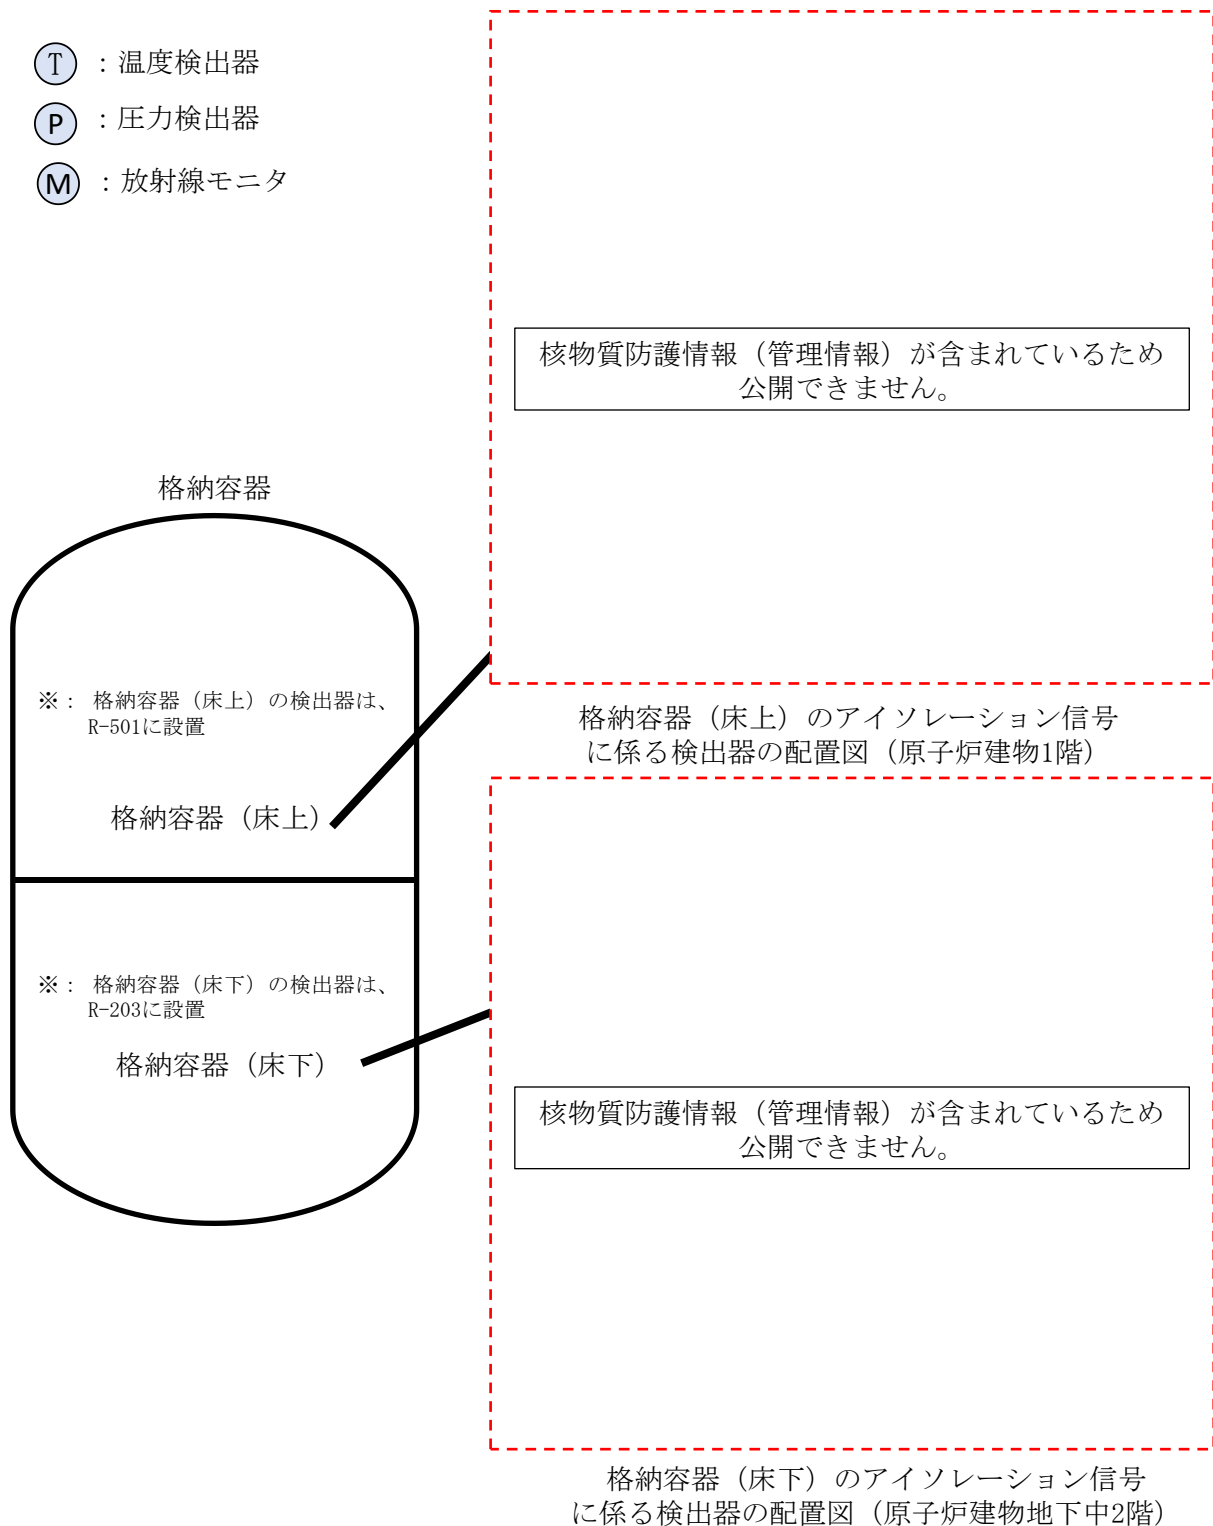 T ：温度検出器
P ：圧力検出器
M ：放射線モニタ
核物質防護情報（管理情報）が含まれているため
公開できません。
格納容器
※： 格納容器（床上）の検出器は、
R-501に設置
格納容器（床上）
格納容器（床上）のアイソレーション信号
に係る検出器の配置図（原子炉建物1階）
※： 格納容器（床下）の検出器は、
R-203に設置
格納容器（床下）
核物質防護情報（管理情報）が含まれているため
公開できません。
格納容器（床下）のアイソレーション信号
に係る検出器の配置図（原子炉建物地下中2階）